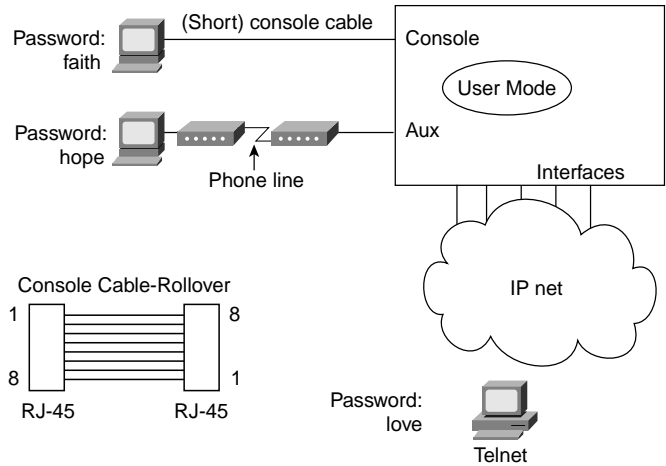 (Short) console cable
Password:
faith
Console
User Mode
Password:
hope
Aux
Phone line
Interfaces
IP net
Console Cable-Rollover
1
8
8
1
RJ-45
RJ-45
Password:
love
Telnet